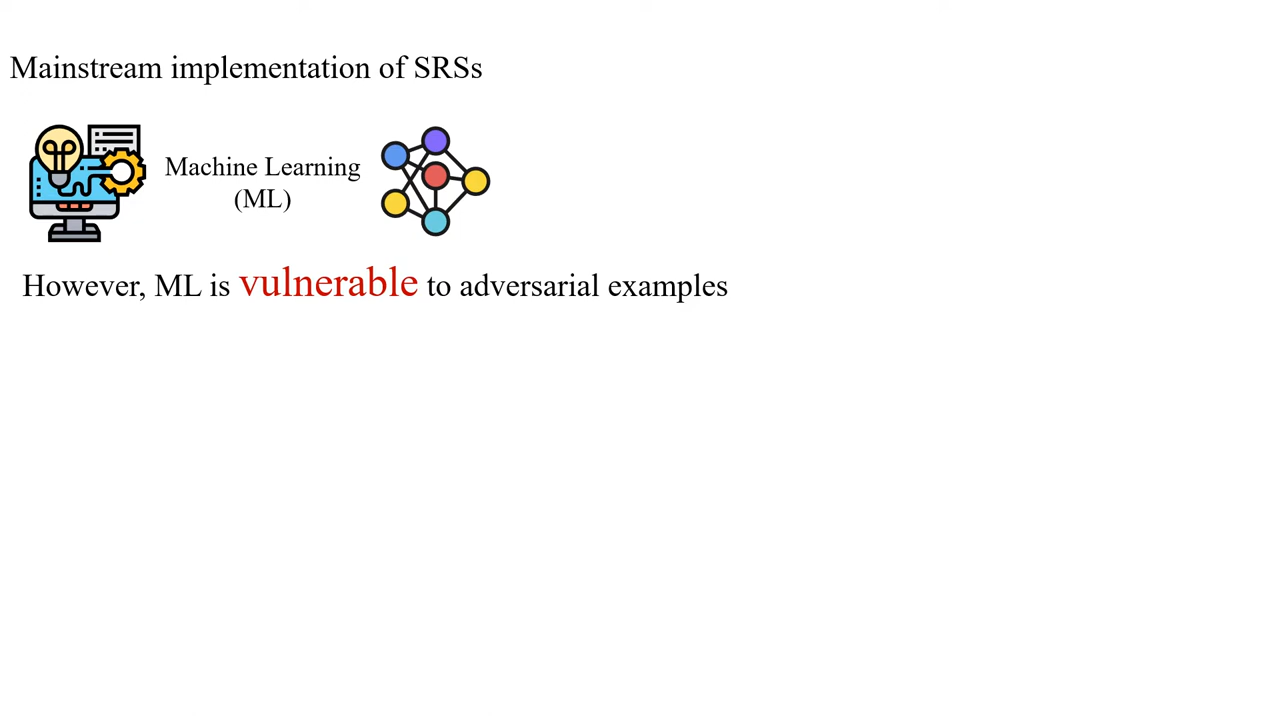 Mainstream implementation of SRSs
Machine Learning
(ML)
However, ML is vulnerable to adversarial examples